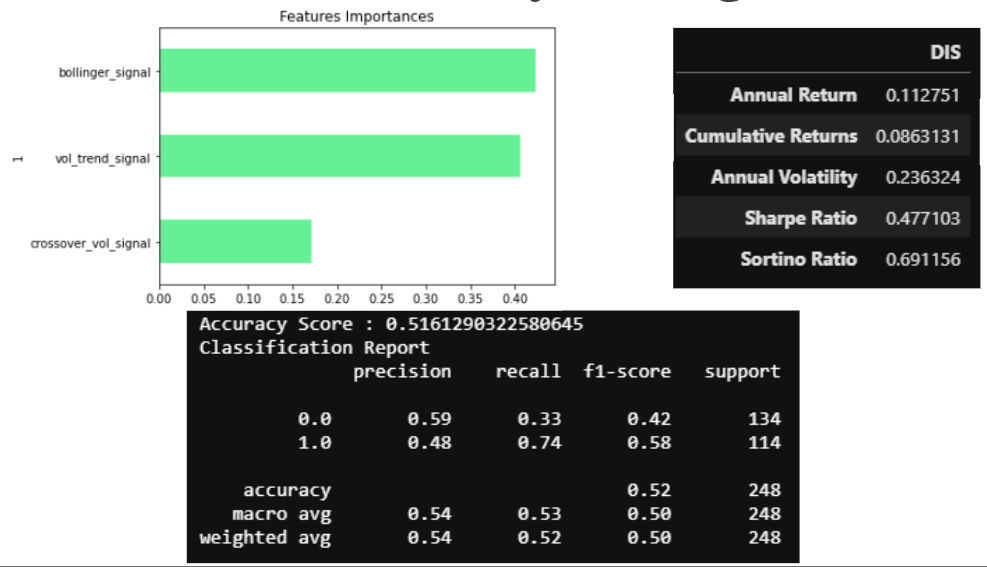 Features Importances
bollinger_signal
vol_trend_signal
crossover_vol_signal
1
0.00 0.05 0.10 0.15 0.20 0.25 0.30 0.35 0.40
DIS
Annual Return 0.112751
Cumulative Returns 0.0863131
Annual Volatility 0.236324
Sharpe Ratio 0.477103
Sortino Ratio 0.691156
Accuracy Score : 0.5161290322580645
Classification Report
precision recall f1-score support
0.0 0.59 0.33 0.42 134
1.0 0.48 0.74 0.58 114
accuracy 0.52 248
macro avg 0.54 0.53 0.50 248
weighted avg 0.54 0.52 0.50 248